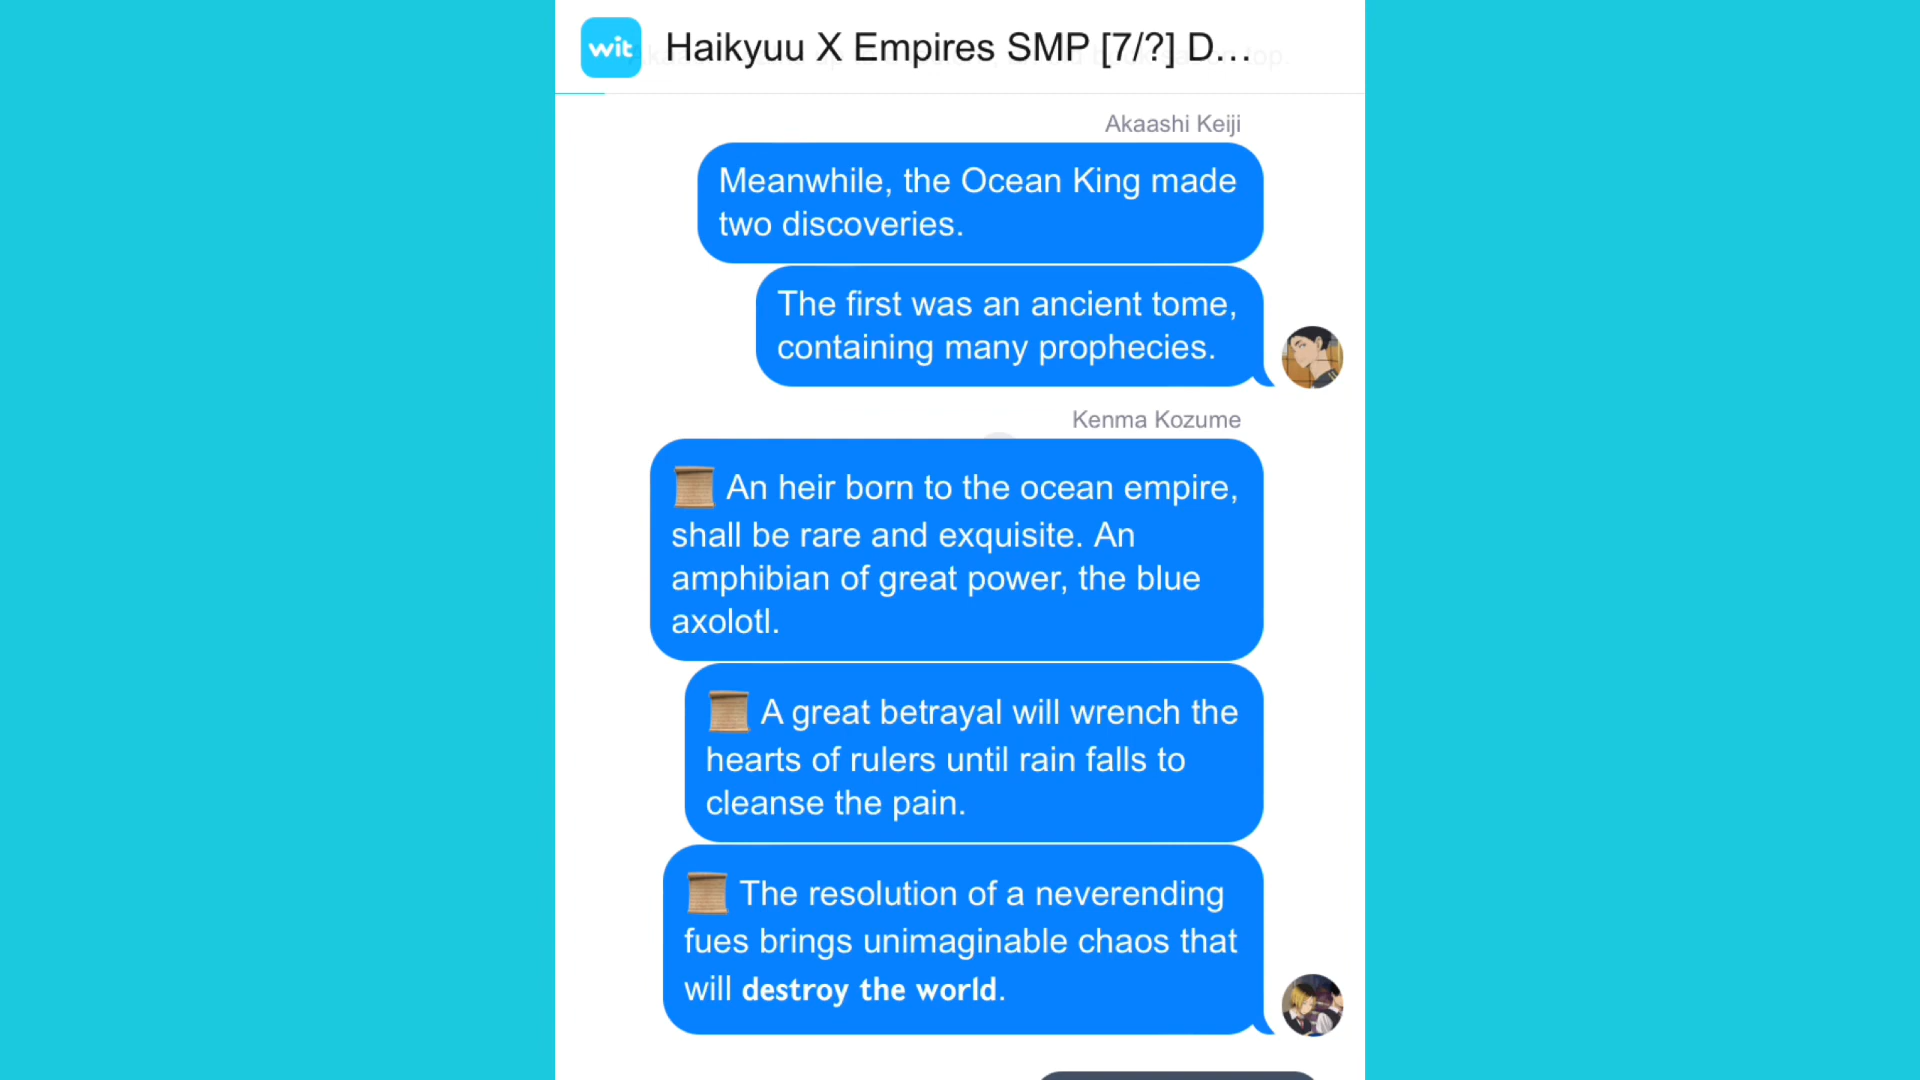 wit
Haikyuu X Empires SMP [7/?] D...
Akaashi Keiji
Meanwhile, the Ocean King made
two discoveries.
The first was an ancient tome,
containing many prophecies.
Kenma Kozume
An heir born to the ocean empire,
shall be rare and exquisite. An
amphibian of great power, the blue
axolotl.
A great betrayal will wrench the
hearts of rulers until rain falls to
cleanse the pain.
The resolution of a neverending
fues brings unimaginable chaos that
will destroy the world.